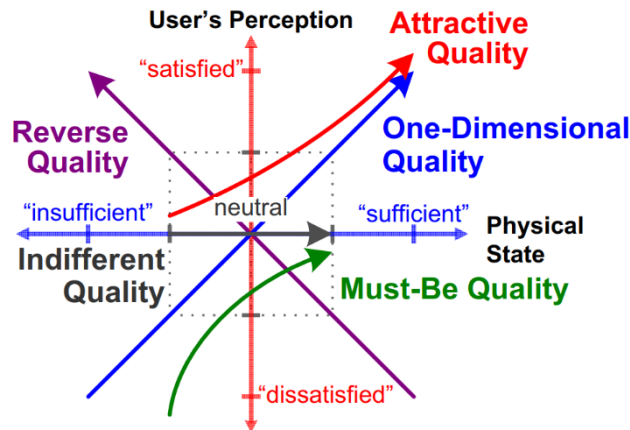 User's Perception
Attractive
Quality
“satisfied”
Reverse
Quality
One-Dimensional
Quality
“insufficient”
neutral
“sufficient”
Physical
State
Indifferent
Quality
Must-Be Quality
“dissatisfied”